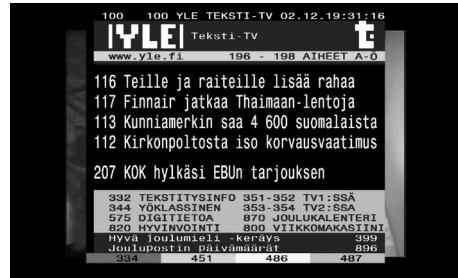 100 100 YLE TEKSTI-TV 02.12.19:31:16
YLE Teksti-TV t:
www.yle.fi 196 - 198 AIHEET A-Ö
116 Teille ja raiteille lisää rahaa
117 Finnair jatkaa Thaimaan-lentoja
113 Kunniamerkin saa 4 600 suomalaista
112 Kirkonpoltosta iso korvausvaatimus
207 KOK hylkäsi EBUn tarjouksen
332 TEKSTITYSINFO 351-352 TV1:SSÄ
344 YÖKLASSINEN 353-354 TV2:SSA
575 DIGITIETOA 870 JOULUKALENTERI
820 HYVINVOINTI 800 VIIKKOMAKASIINI
Hyvä joulumieli -keräys 399
Joulupostin päivämäärät 896
334 451 486 487